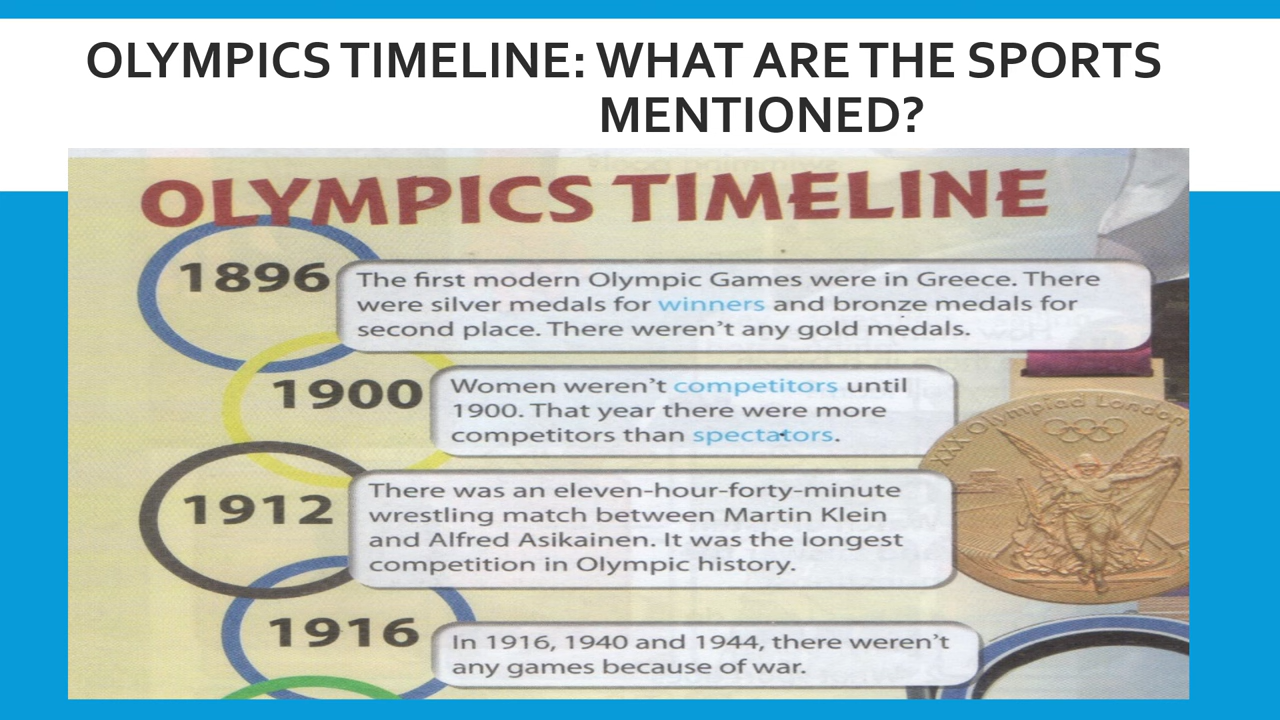 OLYMPICS TIMELINE: WHAT ARE THE SPORTS
MENTIONED?
OLYMPICS TIMELINE
1896
The first modern Olympic Games were in Greece. There
were silver medals for winners and bronze medals for
second place. There weren't any gold medals.
1900
Women weren't competitors until
1900. That year there were more
competitors than spectators.
XXX Olympiad London
1912
There was an eleven-hour-forty-minute
wrestling match between Martin Klein
and Alfred Asikainen. It was the longest
competition in Olympic history.
1916
In 1916, 1940 and 1944, there weren't
any games because of war.